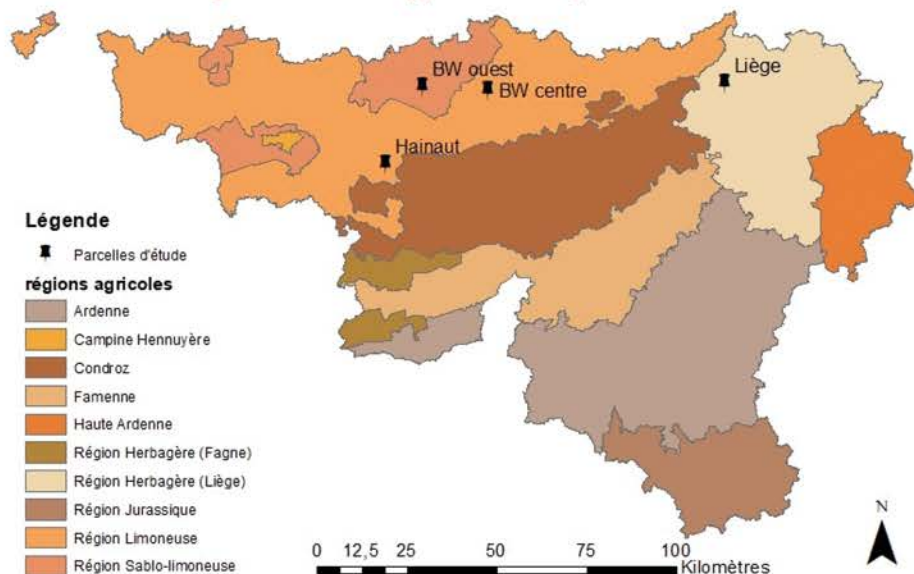 BW ouest
BW centre
Liège
Hainaut
Légende
Parcelles d'étude
régions agricoles
Ardenne
Campine Hennuyère
Condroz
Famenne
Haute Ardenne
Région Herbagère (Fagne)
Région Herbagère (Liège)
Région Jurassique
Région Limoneuse
Région Sablo-limoneuse
N
0 12,5 25 50 75 100
Kilomètres